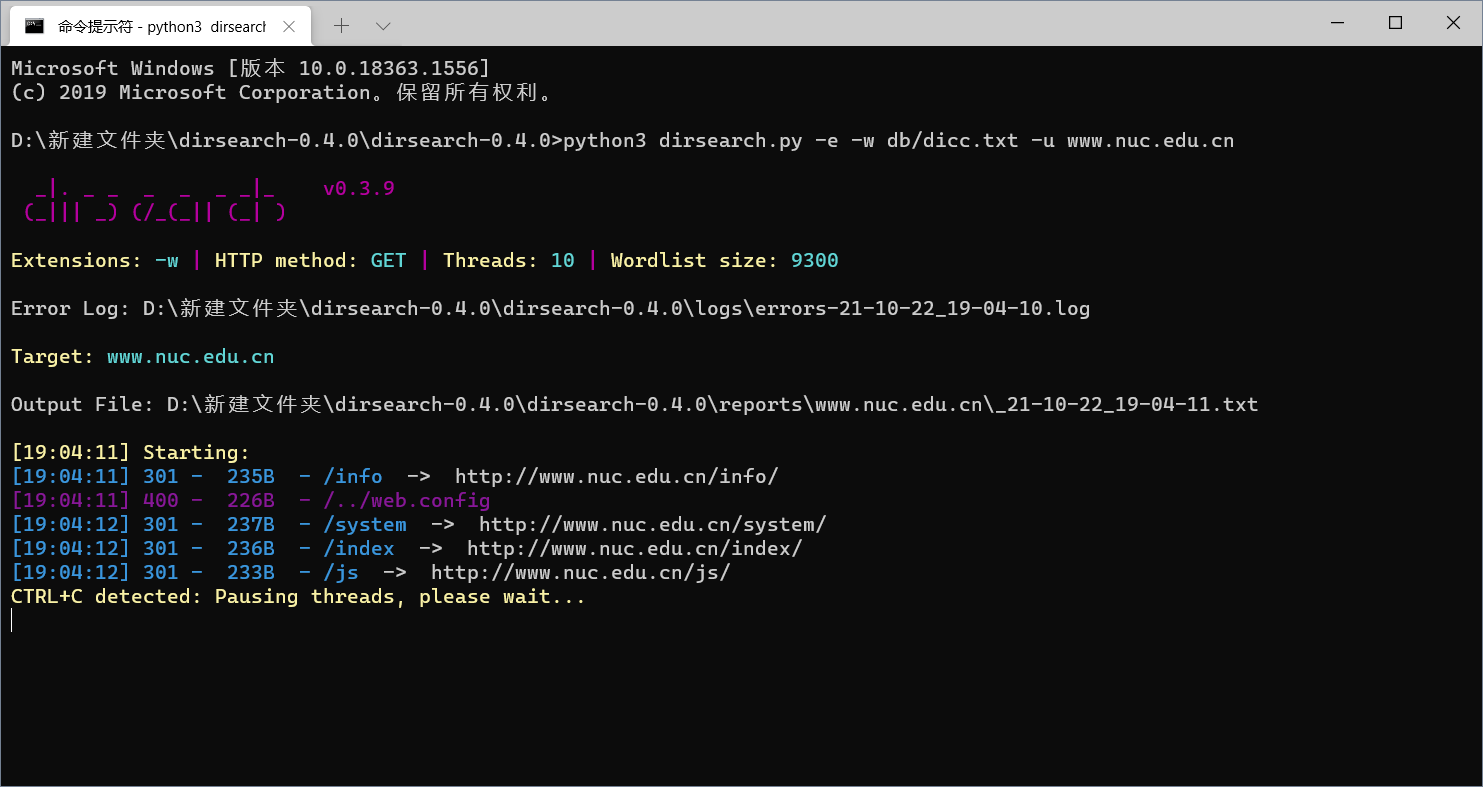 命令提示符 - python3 dirsearch
Microsoft Windows [版本 10.0.18363.1556]
(c) 2019 Microsoft Corporation。保留所有权利。
D:\新建文件夹\dirsearch-0.4.0\dirsearch-0.4.0>python3 dirsearch.py -e -w db/dicc.txt -u www.nuc.edu.cn
 _|. _ _  _  _  _ _|_    v0.3.9
(_||| _) (/_(_|| (_| )
Extensions: -w | HTTP method: GET | Threads: 10 | Wordlist size: 9300
Error Log: D:\新建文件夹\dirsearch-0.4.0\dirsearch-0.4.0\logs\errors-21-10-22_19-04-10.log
Target: www.nuc.edu.cn
Output File: D:\新建文件夹\dirsearch-0.4.0\dirsearch-0.4.0\reports\www.nuc.edu.cn\_21-10-22_19-04-11.txt
[19:04:11] Starting:
[19:04:11] 301 -  235B  - /info  ->  http://www.nuc.edu.cn/info/
[19:04:11] 400 -  226B  - /../web.config
[19:04:12] 301 -  237B  - /system  ->  http://www.nuc.edu.cn/system/
[19:04:12] 301 -  236B  - /index  ->  http://www.nuc.edu.cn/index/
[19:04:12] 301 -  233B  - /js  ->  http://www.nuc.edu.cn/js/
CTRL+C detected: Pausing threads, please wait...